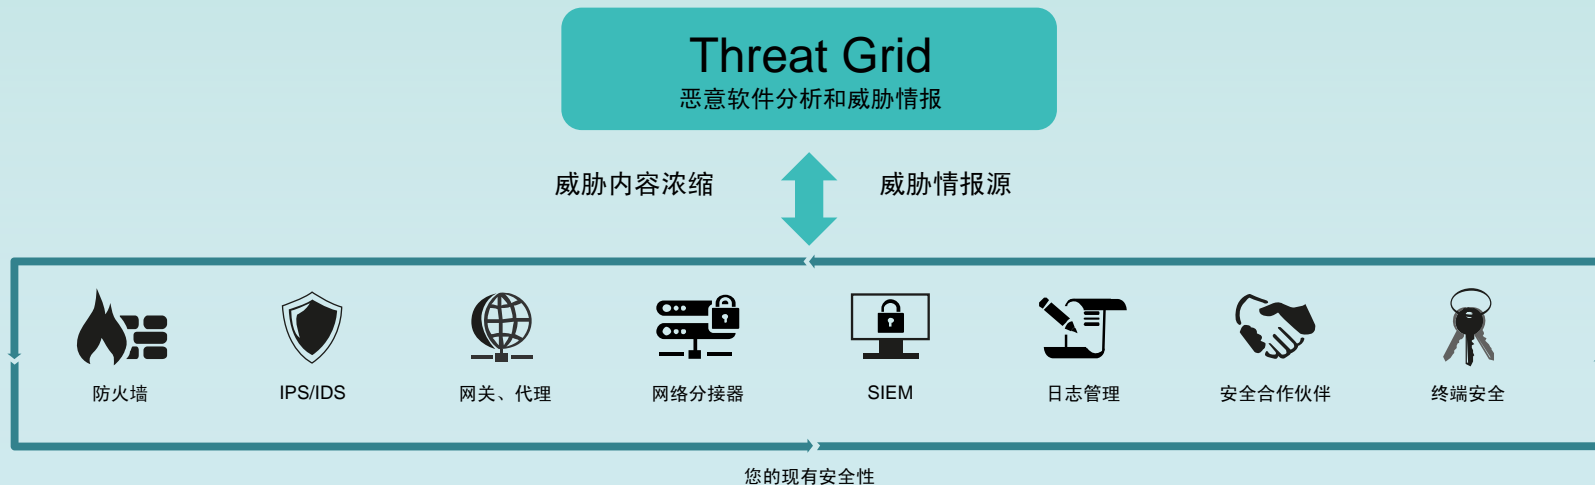 Threat Grid
恶意软件分析和威胁情报
威胁内容浓缩
威胁情报源
防火墙
IPS/IDS
网关、代理
网络分接器
SIEM
日志管理
安全合作伙伴
终端安全
您的现有安全性